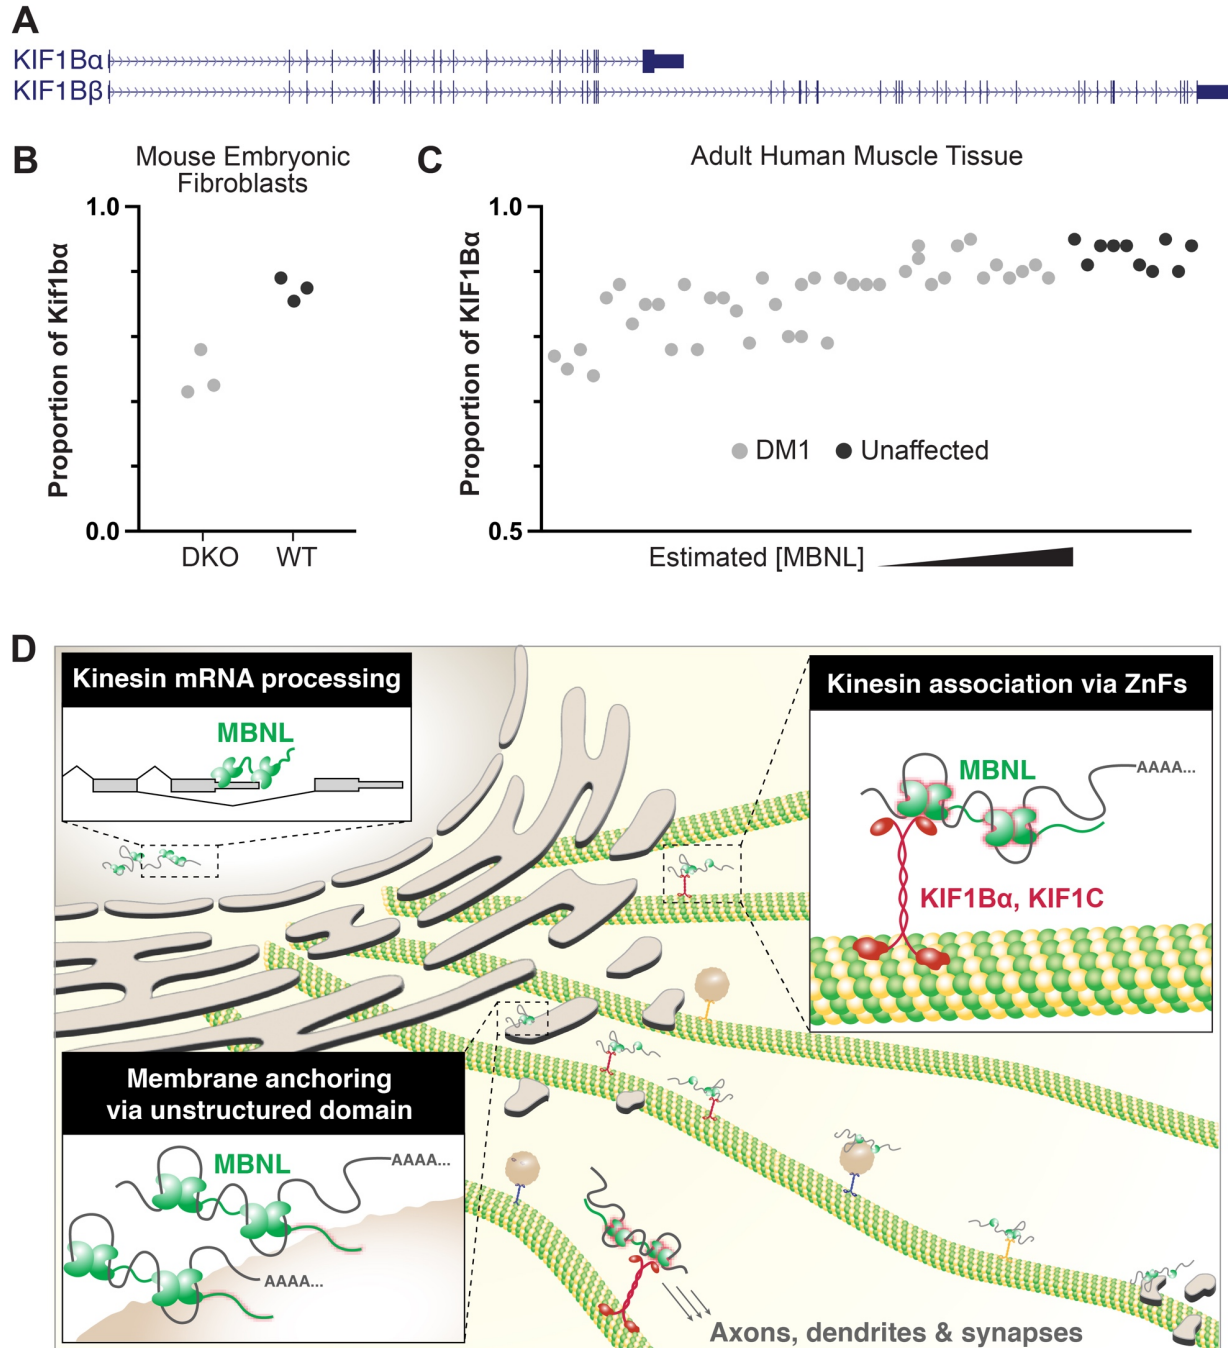 A
KIF1Bα
KIF1Bβ
B
Mouse Embryonic
Fibroblasts
1.0
Proportion of Kif1bα
0.0
DKO WT
C
Adult Human Muscle Tissue
1.0
Proportion of KIF1Bα
DM1 Unaffected
0.5
Estimated [MBNL]
D
Kinesin mRNA processing
MBNL
Kinesin association via ZnFs
MBNL
AAAA...
KIF1Bα, KIF1C
Membrane anchoring
via unstructured domain
MBNL
AAAA...
AAAA...
Axons, dendrites & synapses